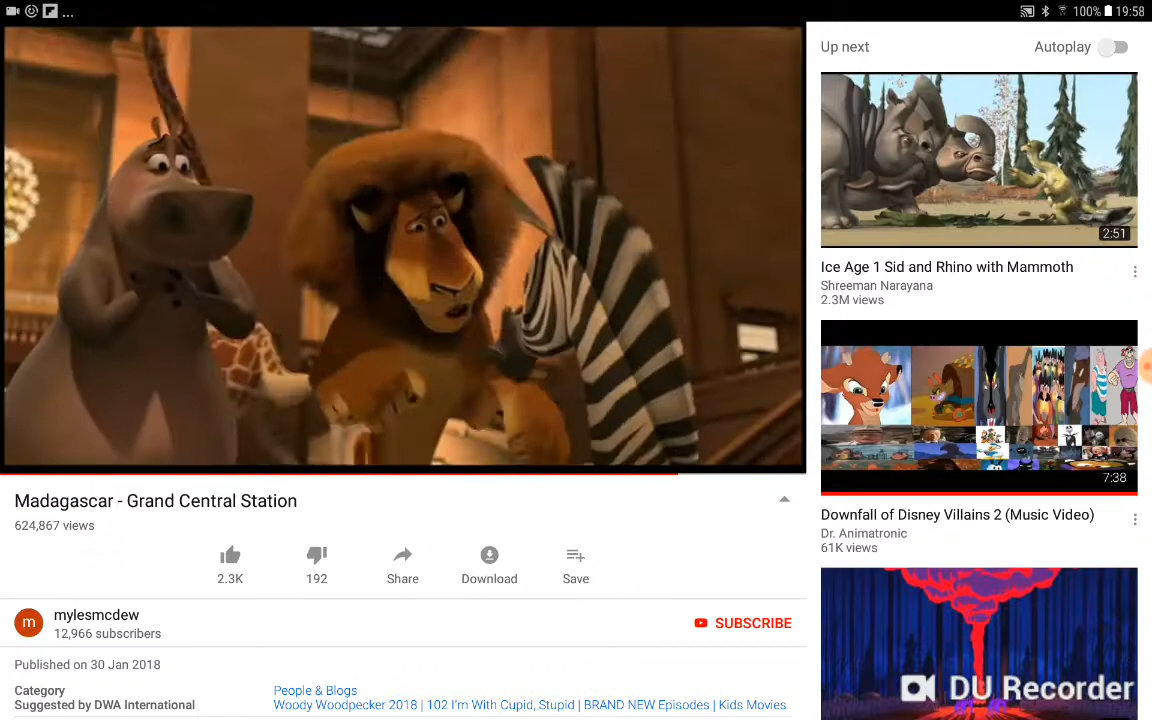 ...
100% 19:58
Up next
Autoplay
2:51
Ice Age 1 Sid and Rhino with Mammoth
Shreeman Narayana
2.3M views
7:38
Downfall of Disney Villains 2 (Music Video)
Dr. Animatronic
61K views
Madagascar - Grand Central Station
624,867 views
2.3K
192
Share
Download
Save
m
mylesmcdew
12,966 subscribers
SUBSCRIBE
Published on 30 Jan 2018
Category
People & Blogs
Suggested by DWA International
Woody Woodpecker 2018 | 102 I'm With Cupid, Stupid | BRAND NEW Episodes | Kids Movies
DU Recorder